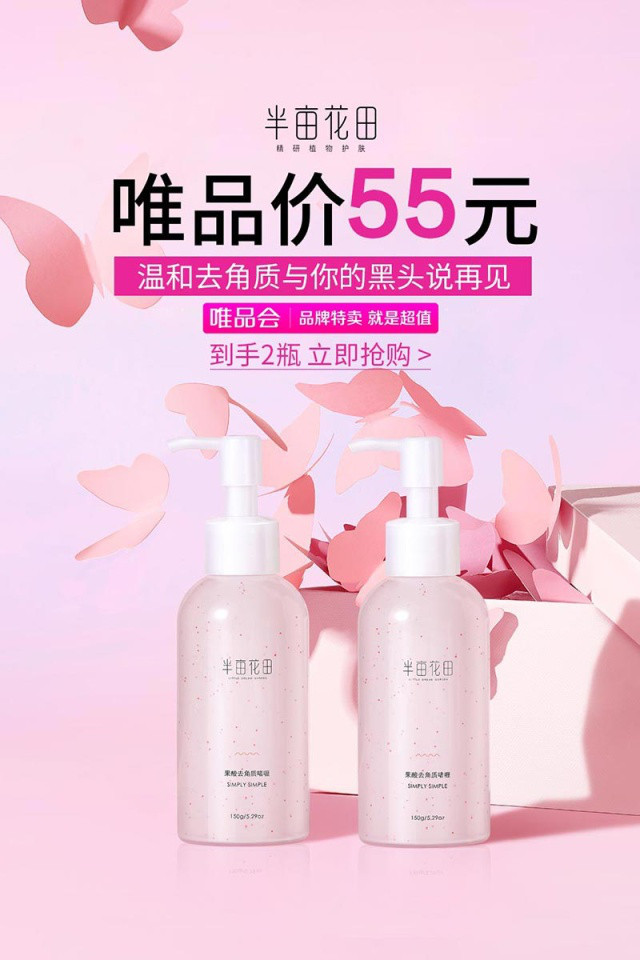 半亩花田
精研植物护肤
唯品价55元
温和去角质与你的黑头说再见
唯品会 | 品牌特卖 就是超值
到手2瓶 立即抢购 >
半亩花田
果酸去角质啫喱
SIMPLY SIMPLE
150g/5.29oz
半亩花田
果酸去角质啫喱
SIMPLY SIMPLE
150g/5.29oz